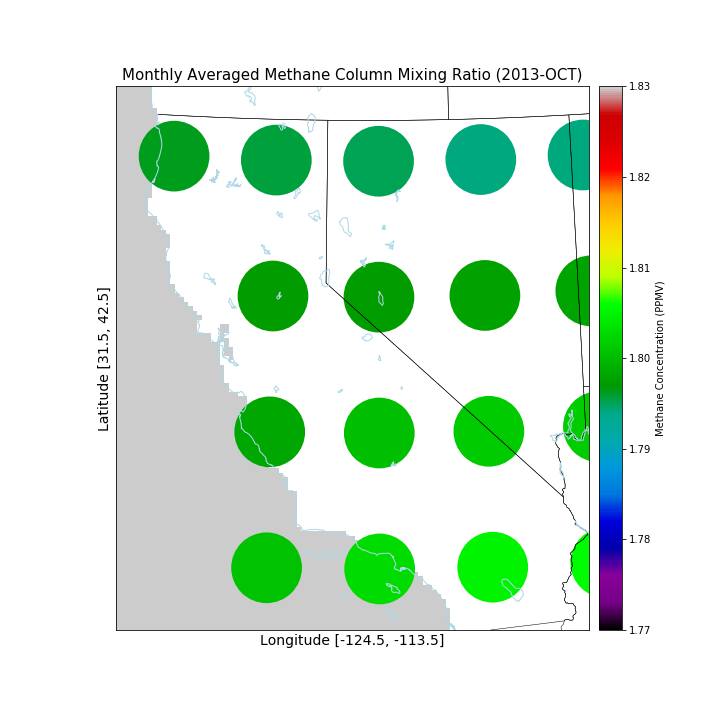 Monthly Averaged Methane Column Mixing Ratio (2013-OCT)
Latitude [31.5, 42.5]
Longitude [-124.5, -113.5]
1.83
1.82
1.81
1.80
1.79
1.78
1.77
Methane Concentration (PPMV)